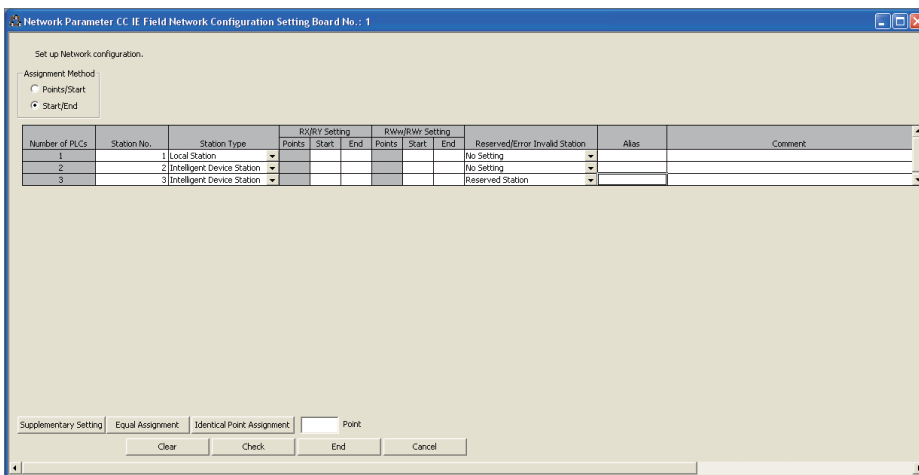 Network Parameter CC IE Field Network Configuration Setting Board No.: 1
Set up Network configuration.
Assignment Method
Points/Start
Start/End
RX/RY Setting RWw/RWr Setting
Number of PLCs Station No. Station Type Points Start End Points Start End Reserved/Error Invalid Station Alias Comment
1 1 Local Station No Setting
2 2 Intelligent Device Station No Setting
3 3 Intelligent Device Station Reserved Station
Supplementary Setting Equal Assignment Identical Point Assignment Point
Clear Check End Cancel